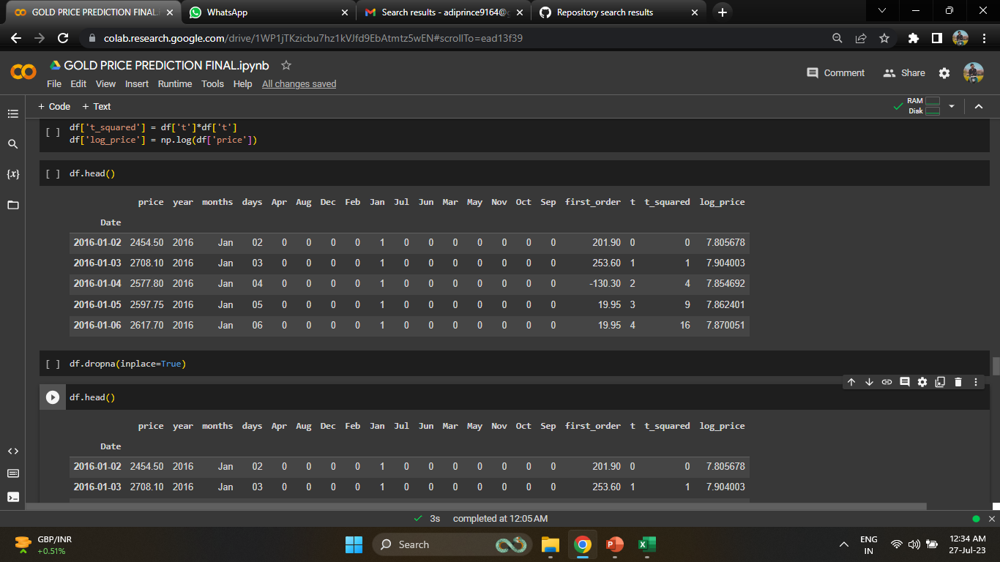 GOLD PRICE PREDICTION FINAL.i
WhatsApp
Search results - adiprince9164@g
Repository search results
colab.research.google.com/drive/1WP1jTKzicbu7hz1kVJfd9EbAtmtz5wEN#scrollTo=ead13f39
GOLD PRICE PREDICTION FINAL.ipynb
File Edit View Insert Runtime Tools Help All changes saved
Comment Share
+ Code + Text
RAM
Disk
[ ] df['t_squared'] = df['t']*df['t']
df['log_price'] = np.log(df['price'])
[ ] df.head()
price year months days Apr Aug Dec Feb Jan Jul Jun Mar May Nov Oct Sep first_order t t_squared log_price
Date
2016-01-02 2454.50 2016 Jan 02 0 0 0 0 1 0 0 0 0 0 0 0 201.90 0 0 7.805678
2016-01-03 2708.10 2016 Jan 03 0 0 0 0 1 0 0 0 0 0 0 0 253.60 1 1 7.904003
2016-01-04 2577.80 2016 Jan 04 0 0 0 0 1 0 0 0 0 0 0 0 -130.30 2 4 7.854692
2016-01-05 2597.75 2016 Jan 05 0 0 0 0 1 0 0 0 0 0 0 0 19.95 3 9 7.862401
2016-01-06 2617.70 2016 Jan 06 0 0 0 0 1 0 0 0 0 0 0 0 19.95 4 16 7.870051
[ ] df.dropna(inplace=True)
df.head()
price year months days Apr Aug Dec Feb Jan Jul Jun Mar May Nov Oct Sep first_order t t_squared log_price
Date
2016-01-02 2454.50 2016 Jan 02 0 0 0 0 1 0 0 0 0 0 0 0 201.90 0 0 7.805678
2016-01-03 2708.10 2016 Jan 03 0 0 0 0 1 0 0 0 0 0 0 0 253.60 1 1 7.904003
3s completed at 12:05 AM
GBP/INR
+0.51%
Search
ENG
IN
12:34 AM
27-Jul-23